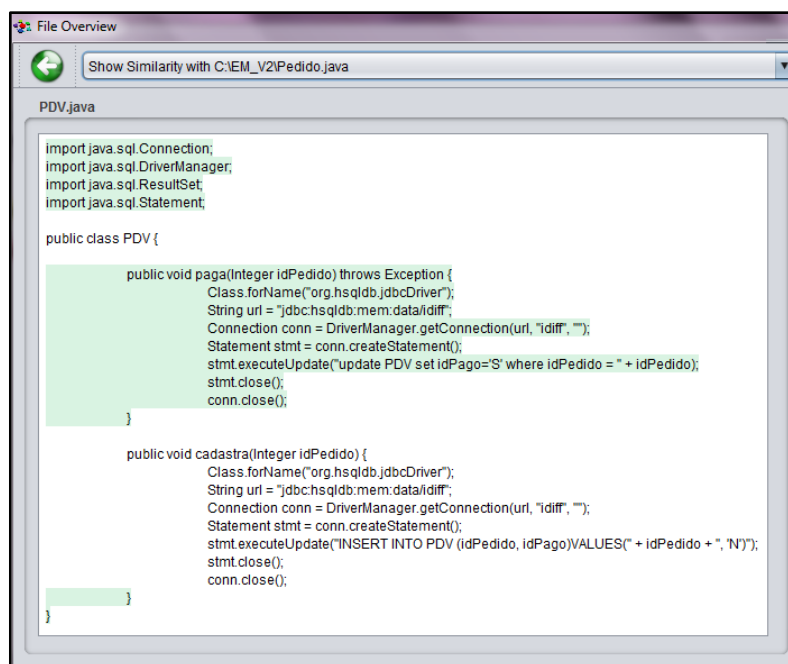 File Overview
Show Similarity with C:\EM_V2\Pedido.java
PDV.java
import java.sql.Connection;
import java.sql.DriverManager;
import java.sql.ResultSet;
import java.sql.Statement;
public class PDV {
public void paga(Integer idPedido) throws Exception {
Class.forName("org.hsqldb.jdbcDriver");
String url = "jdbc:hsqldb:mem:data/idiff";
Connection conn = DriverManager.getConnection(url, "idiff", "");
Statement stmt = conn.createStatement();
stmt.executeUpdate("update PDV set idPago='S' where idPedido = " + idPedido);
stmt.close();
conn.close();
}
public void cadastra(Integer idPedido) {
Class.forName("org.hsqldb.jdbcDriver");
String url = "jdbc:hsqldb:mem:data/idiff";
Connection conn = DriverManager.getConnection(url, "idiff", "");
Statement stmt = conn.createStatement();
stmt.executeUpdate("INSERT INTO PDV (idPedido, idPago)VALUES(" + idPedido + ", 'N')");
stmt.close();
conn.close();
}
}